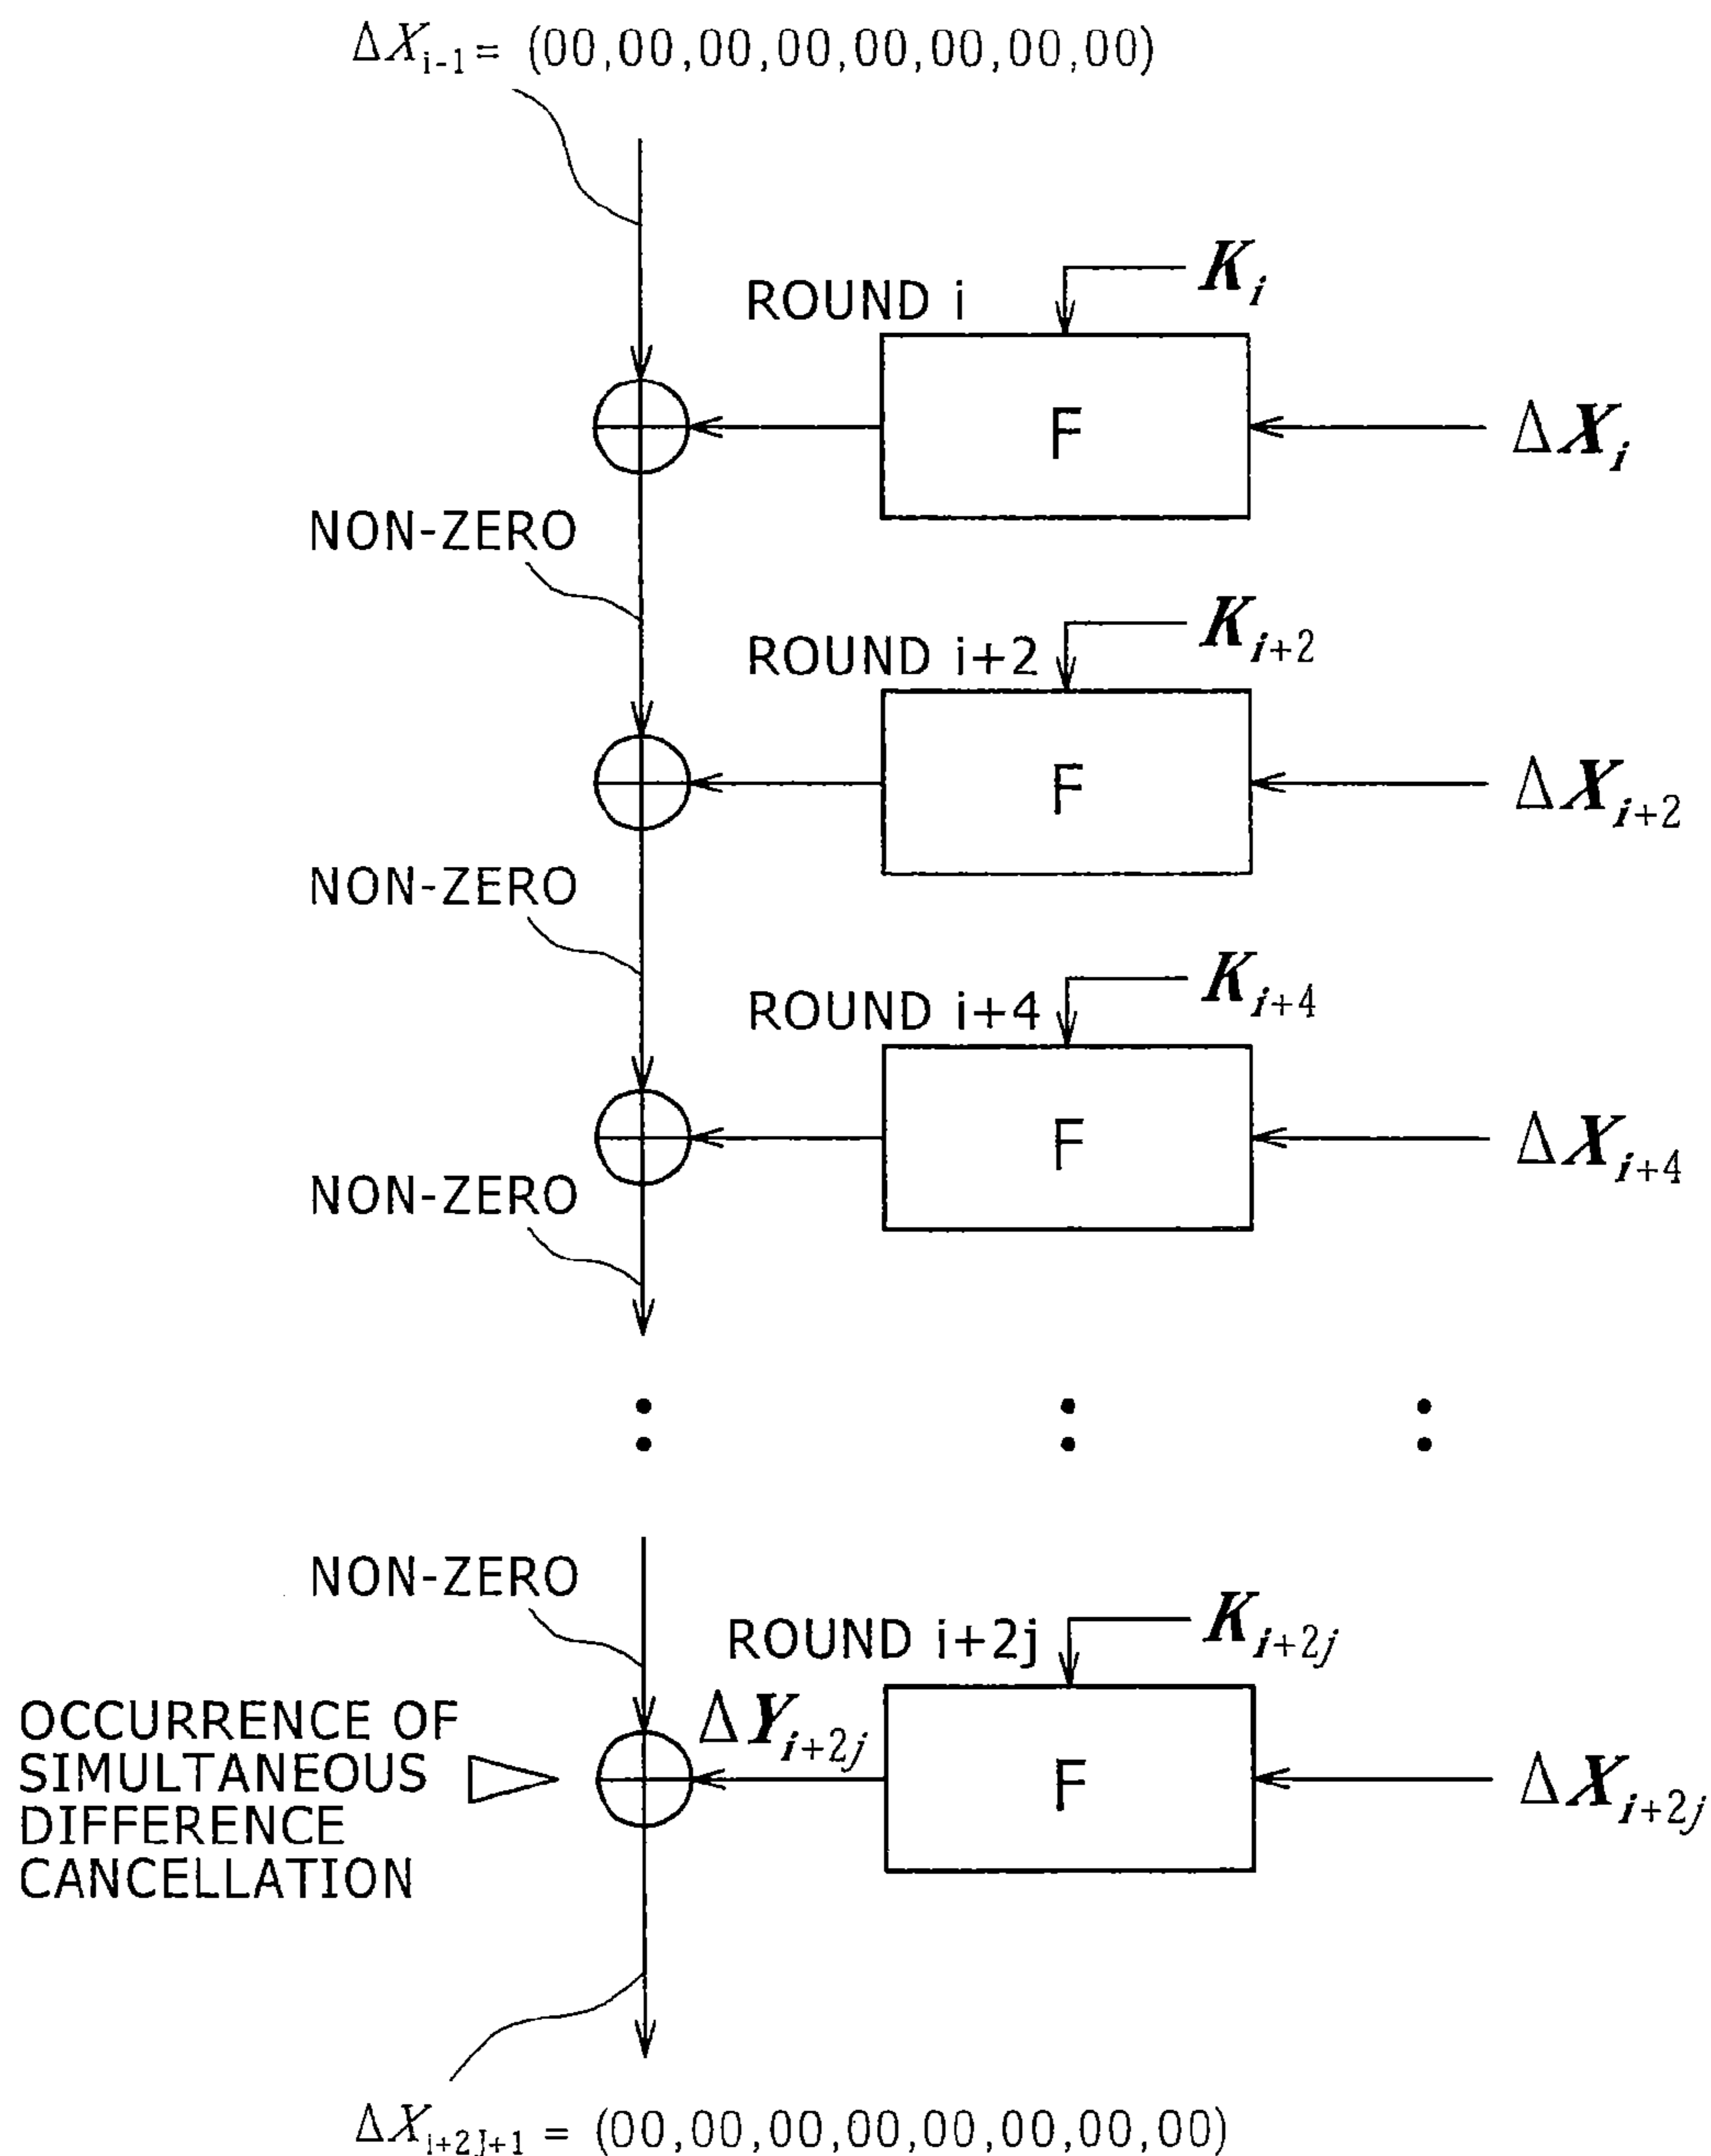 ΔX_{i-1} = (00,00,00,00,00,00,00,00)
K_i
ROUND i
F
ΔX_i
NON-ZERO
K_{i+2}
ROUND i+2
F
ΔX_{i+2}
NON-ZERO
K_{i+4}
ROUND i+4
F
ΔX_{i+4}
NON-ZERO
NON-ZERO
K_{i+2j}
ROUND i+2j
ΔY_{i+2j}
F
ΔX_{i+2j}
OCCURRENCE OF
SIMULTANEOUS
DIFFERENCE
CANCELLATION
ΔX_{i+2J+1} = (00,00,00,00,00,00,00,00)